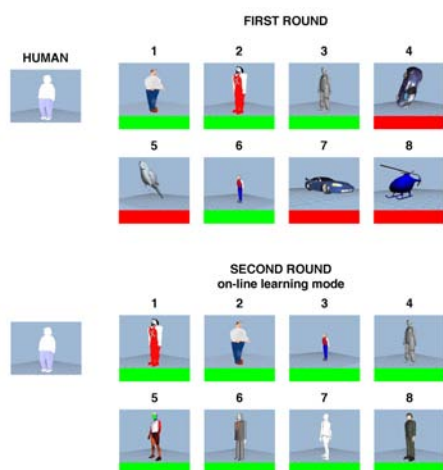 FIRST ROUND
HUMAN
1 2 3 4
5 6 7 8
SECOND ROUND
on-line learning mode
1 2 3 4
5 6 7 8